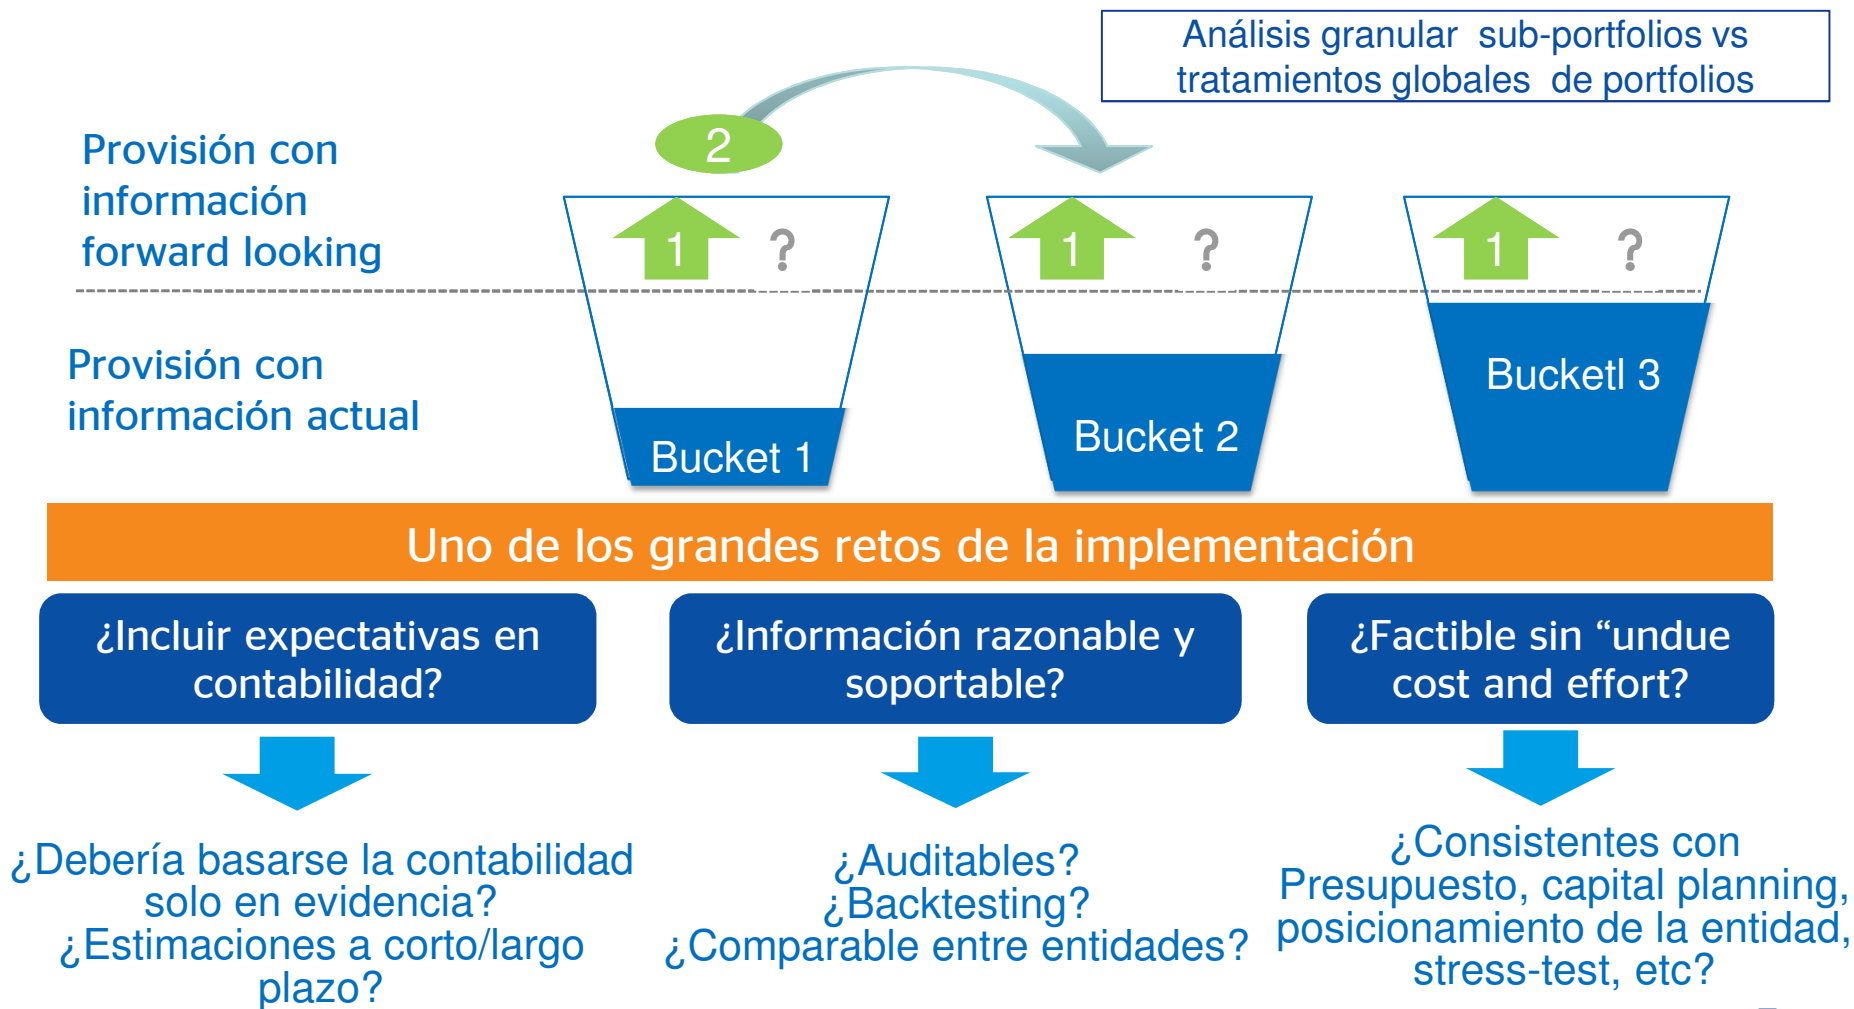 Análisis granular sub-portfolios vs
tratamientos globales de portfolios
2
Provisión con
información
forward looking
1 ?
1 ?
1 ?
Provisión con
información actual
Bucket 1
Bucket 2
Bucketl 3
Uno de los grandes retos de la implementación
¿Incluir expectativas en
contabilidad?
¿Información razonable y
soportable?
¿Factible sin “undue
cost and effort?
¿Debería basarse la contabilidad
solo en evidencia?
¿Estimaciones a corto/largo
plazo?
¿Auditables?
¿Backtesting?
¿Comparable entre entidades?
¿Consistentes con
Presupuesto, capital planning,
posicionamiento de la entidad,
stress-test, etc?